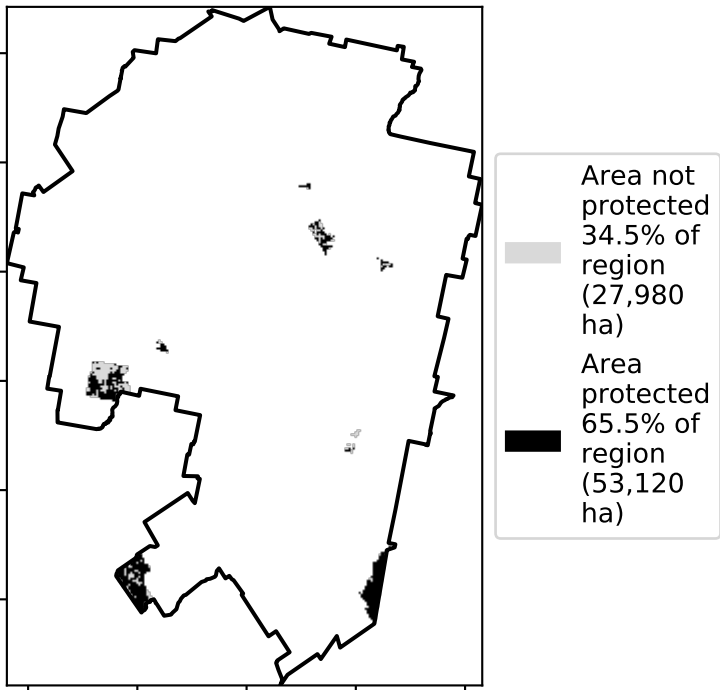 Area not
protected
34.5% of
region
(27,980
ha)
Area
protected
65.5% of
region
(53,120
ha)